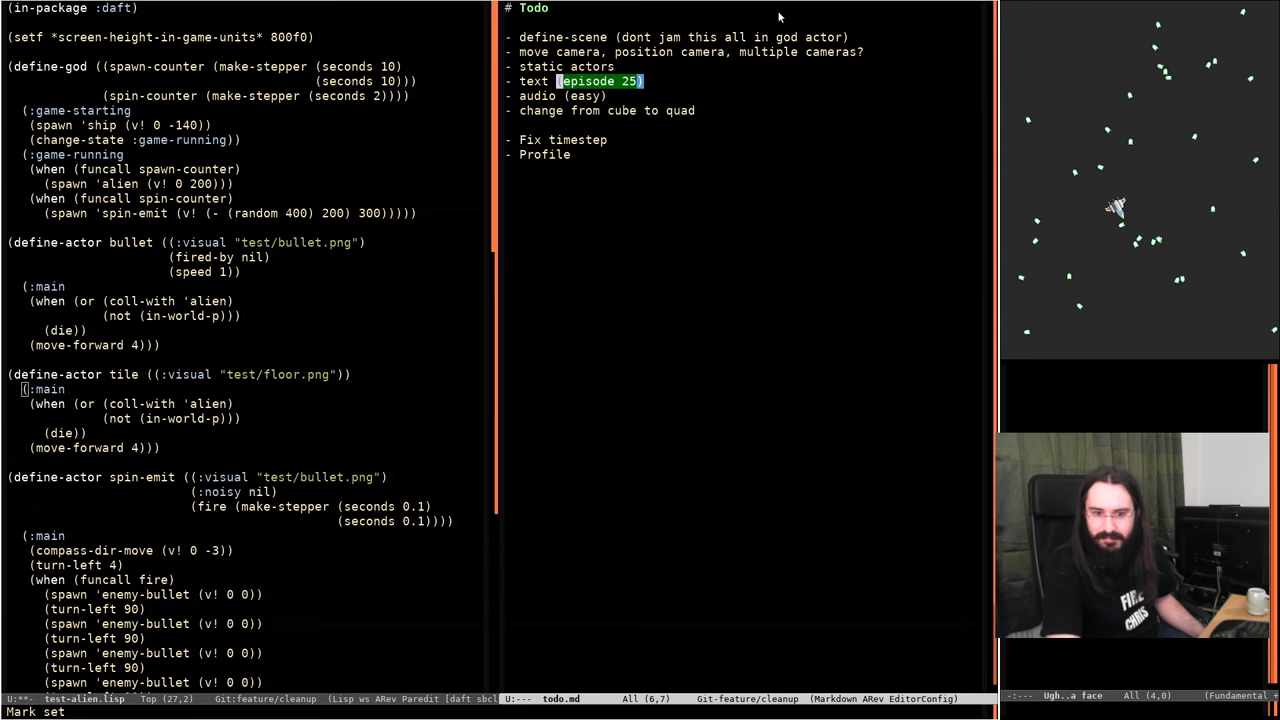 (in-package :daft)
(setf *screen-height-in-game-units* 800f0)
(define-god ((spawn-counter (make-stepper (seconds 10)
(seconds 10)))
(spin-counter (make-stepper (seconds 2))))
(:game-starting
(spawn 'ship (v! 0 -140))
(change-state :game-running))
(:game-running
(when (funcall spawn-counter)
(spawn 'alien (v! 0 200)))
(when (funcall spin-counter)
(spawn 'spin-emit (v! (- (random 400) 200) 300)))))
(define-actor bullet ((:visual "test/bullet.png")
(fired-by nil)
(speed 1))
(:main
(when (or (coll-with 'alien)
(not (in-world-p)))
(die))
(move-forward 4)))
(define-actor tile ((:visual "test/floor.png"))
(:main
(when (or (coll-with 'alien)
(not (in-world-p)))
(die))
(move-forward 4)))
(define-actor spin-emit ((:visual "test/bullet.png")
(:noisy nil)
(fire (make-stepper (seconds 0.1)
(seconds 0.1))))
(:main
(compass-dir-move (v! 0 -3))
(turn-left 4)
(when (funcall fire)
(spawn 'enemy-bullet (v! 0 0))
(turn-left 90)
(spawn 'enemy-bullet (v! 0 0))
(turn-left 90)
(spawn 'enemy-bullet (v! 0 0))
(turn-left 90)
(spawn 'enemy-bullet (v! 0 0))
U:**- test-alien.lisp Top (27,2) Git:feature/cleanup (Lisp ws ARev Paredit [daft sbcl
Mark set
# Todo
- define-scene (dont jam this all in god actor)
- move camera, position camera, multiple cameras?
- static actors
- text (episode 25)
- audio (easy)
- change from cube to quad
- Fix timestep
- Profile
U:--- todo.md All (6,7) Git-feature/cleanup (Markdown ARev EditorConfig)
FIRE
CHRIS
-:--- Ugh..a face All (4,0) (Fundamental +